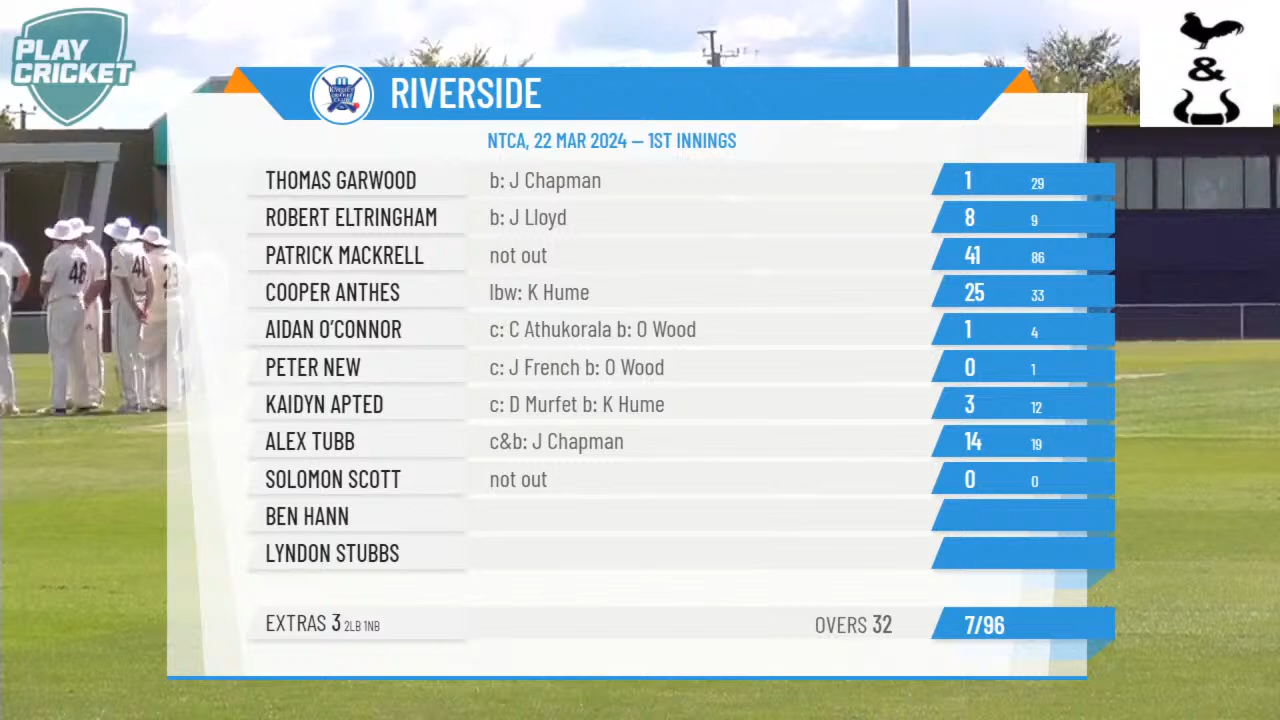 PLAY
CRICKET
&
RIVERSIDE
NTCA, 22 MAR 2024 – 1ST INNINGS
THOMAS GARWOOD b: J Chapman 1 29
ROBERT ELTRINGHAM b: J Lloyd 8 9
PATRICK MACKRELL not out 41 86
COOPER ANTHES lbw: K Hume 25 33
AIDAN O'CONNOR c: C Athukorala b: O Wood 1 4
PETER NEW c: J French b: O Wood 0 1
KAIDYN APTED c: D Murfet b: K Hume 3 12
ALEX TUBB c&b: J Chapman 14 19
SOLOMON SCOTT not out 0 0
BEN HANN
LYNDON STUBBS
EXTRAS 3 2LB 1NB OVERS 32 7/96
46